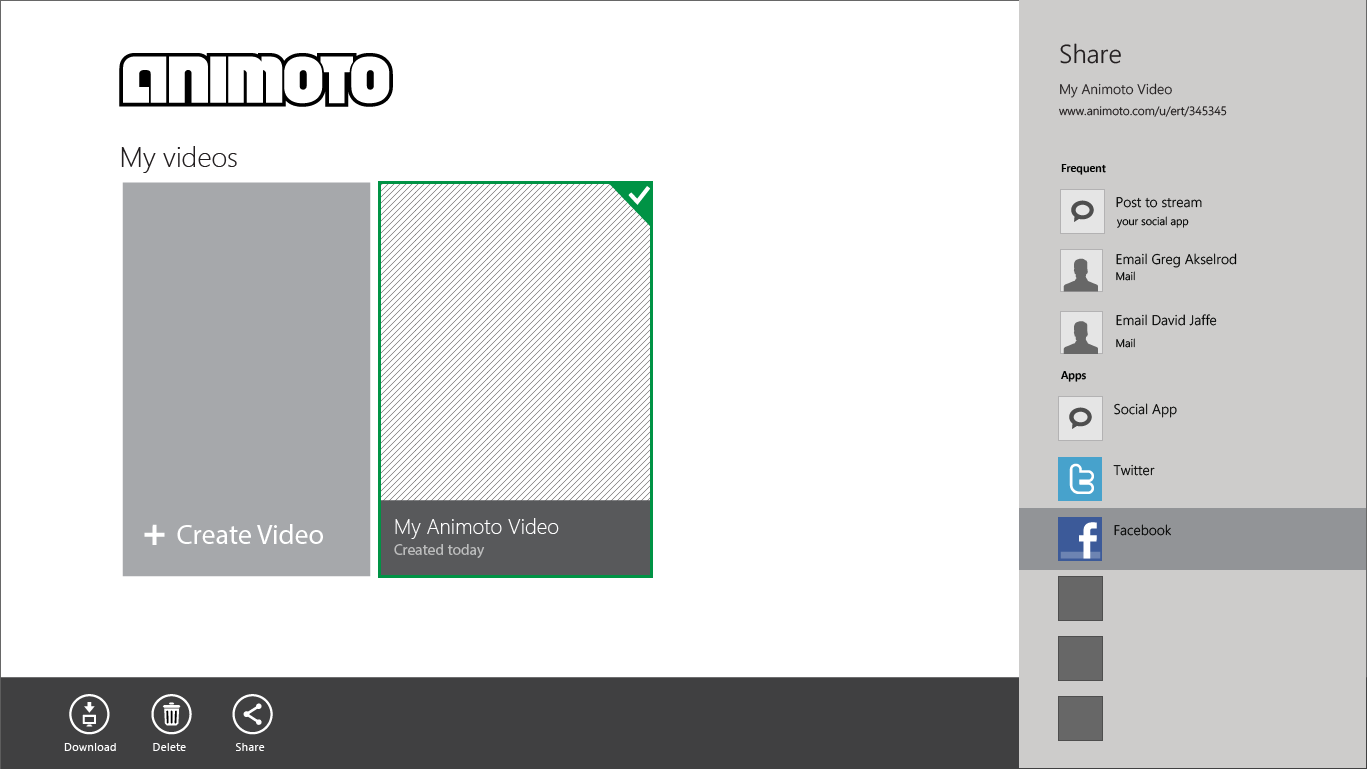 ANIMOTO
My videos
+ Create Video
My Animoto Video
Created today
Download
Delete
Share
Share
My Animoto Video
www.animoto.com/u/ert/345345
Frequent
Post to stream
your social app
Email Greg Akselrod
Mail
Email David Jaffe
Mail
Apps
Social App
Twitter
Facebook